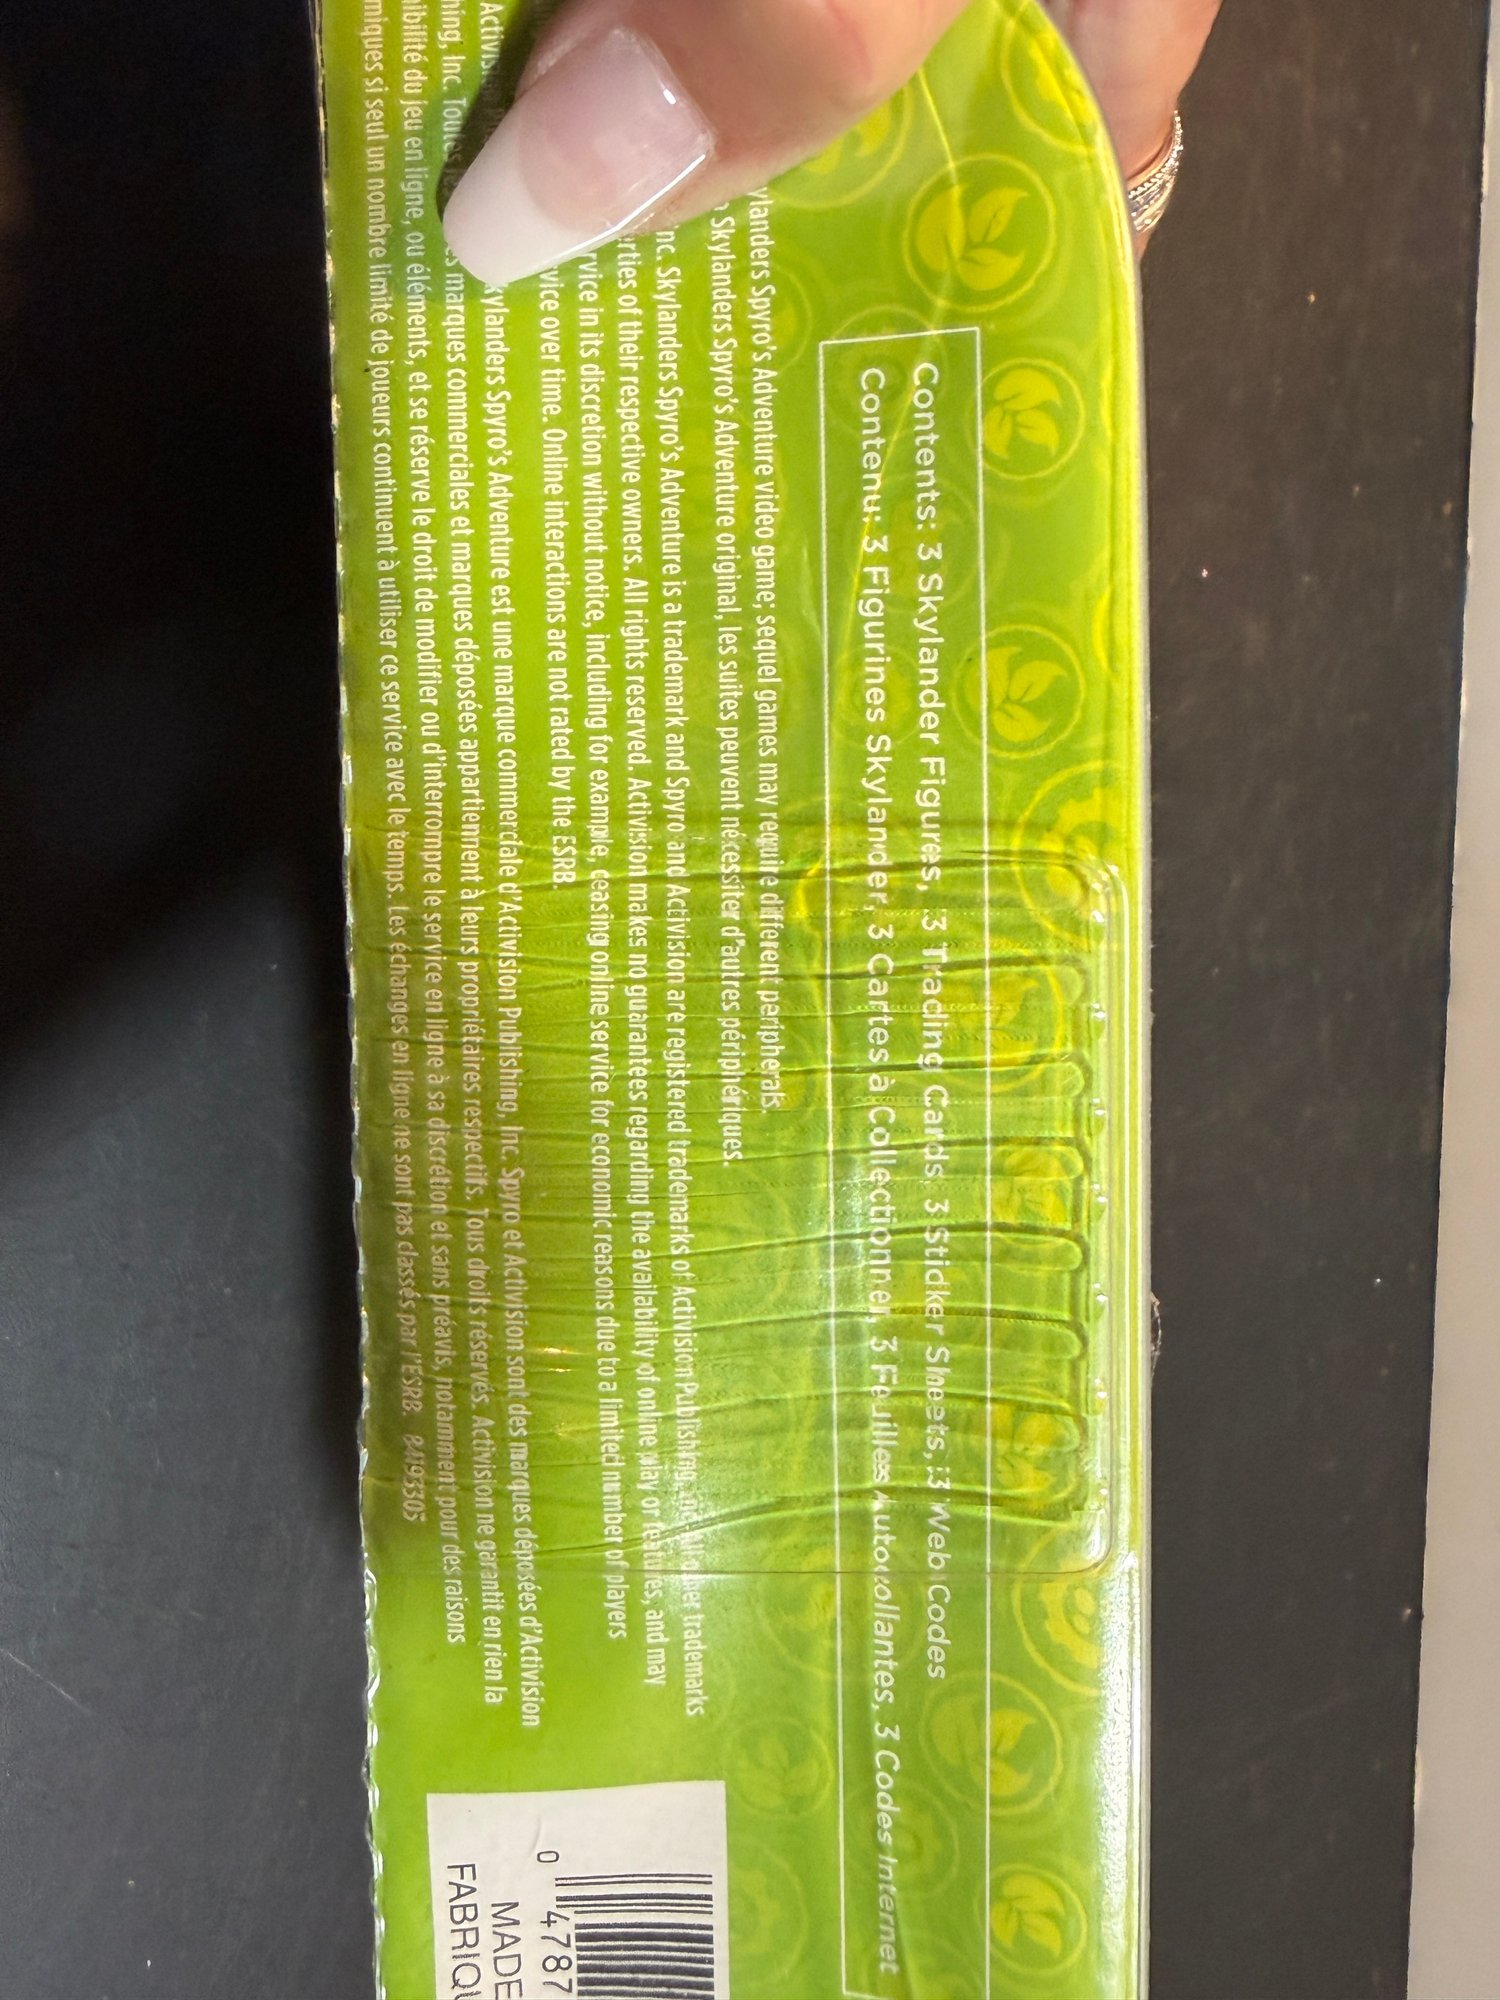 Contents: 3 Skylander Figures, 3 Trading Cards, 3 Sticker Sheets, 3 Web Codes
Contenu: 3 Figurines Skylander, 3 Cartes à Collectionner, 3 Feuilles Autocollantes, 3 Codes Internet
ylanders Spyro's Adventure video game; sequel games may require different peripherals.
Skylanders Spyro's Adventure original, les suites peuvent nécessiter d'autres périphériques.
nc. Skylanders Spyro's Adventure is a trademark and Spyro and Activision are registered trademarks of Activision Publishing, Inc. All other trademarks
erties of their respective owners. All rights reserved. Activision makes no guarantees regarding the availability of online play or features, and may
rvice in its discretion without notice, including for example, ceasing online service for economic reasons due to a limited number of players
vice over time. Online interactions are not rated by the ESRB.
Activi
Skylanders Spyro's Adventure est une marque commerciale d'Activision Publishing, Inc. Spyro et Activision sont des marques déposées d'Activision
hing, Inc. Toutes marques commerciales et marques déposées appartiennent à leurs propriétaires respectifs. Tous droits réservés. Activision ne garantit en rien la
ibilité du jeu en ligne, ou éléments, et se réserve le droit de modifier ou d'interrompre le service en ligne à sa discrétion et sans préavis, notamment pour des raisons
miques si seul un nombre limité de joueurs continuent à utiliser ce service avec le temps. Les échanges en ligne ne sont pas classés par l'ESRB. 84193305
0 4787
MADE
FABRIQU